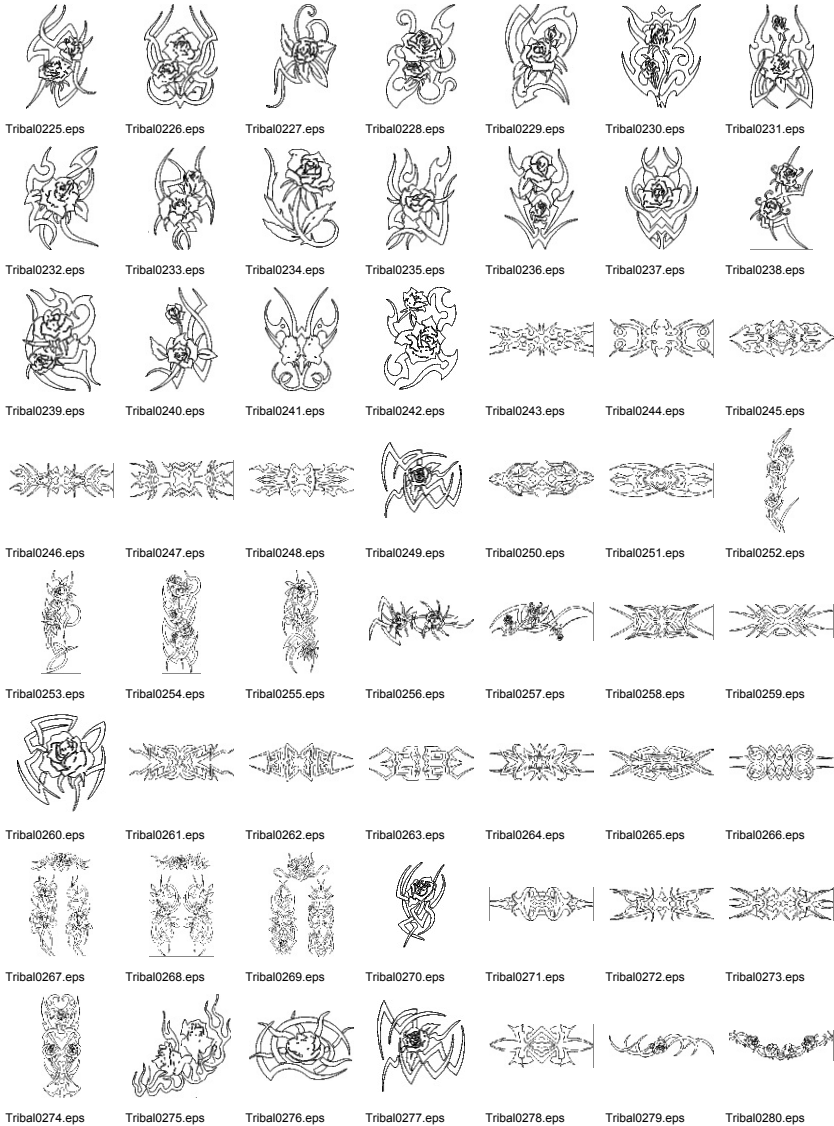 Tribal0225.eps Tribal0226.eps Tribal0227.eps Tribal0228.eps Tribal0229.eps Tribal0230.eps Tribal0231.eps
Tribal0232.eps Tribal0233.eps Tribal0234.eps Tribal0235.eps Tribal0236.eps Tribal0237.eps Tribal0238.eps
Tribal0239.eps Tribal0240.eps Tribal0241.eps Tribal0242.eps Tribal0243.eps Tribal0244.eps Tribal0245.eps
Tribal0246.eps Tribal0247.eps Tribal0248.eps Tribal0249.eps Tribal0250.eps Tribal0251.eps Tribal0252.eps
Tribal0253.eps Tribal0254.eps Tribal0255.eps Tribal0256.eps Tribal0257.eps Tribal0258.eps Tribal0259.eps
Tribal0260.eps Tribal0261.eps Tribal0262.eps Tribal0263.eps Tribal0264.eps Tribal0265.eps Tribal0266.eps
Tribal0267.eps Tribal0268.eps Tribal0269.eps Tribal0270.eps Tribal0271.eps Tribal0272.eps Tribal0273.eps
Tribal0274.eps Tribal0275.eps Tribal0276.eps Tribal0277.eps Tribal0278.eps Tribal0279.eps Tribal0280.eps